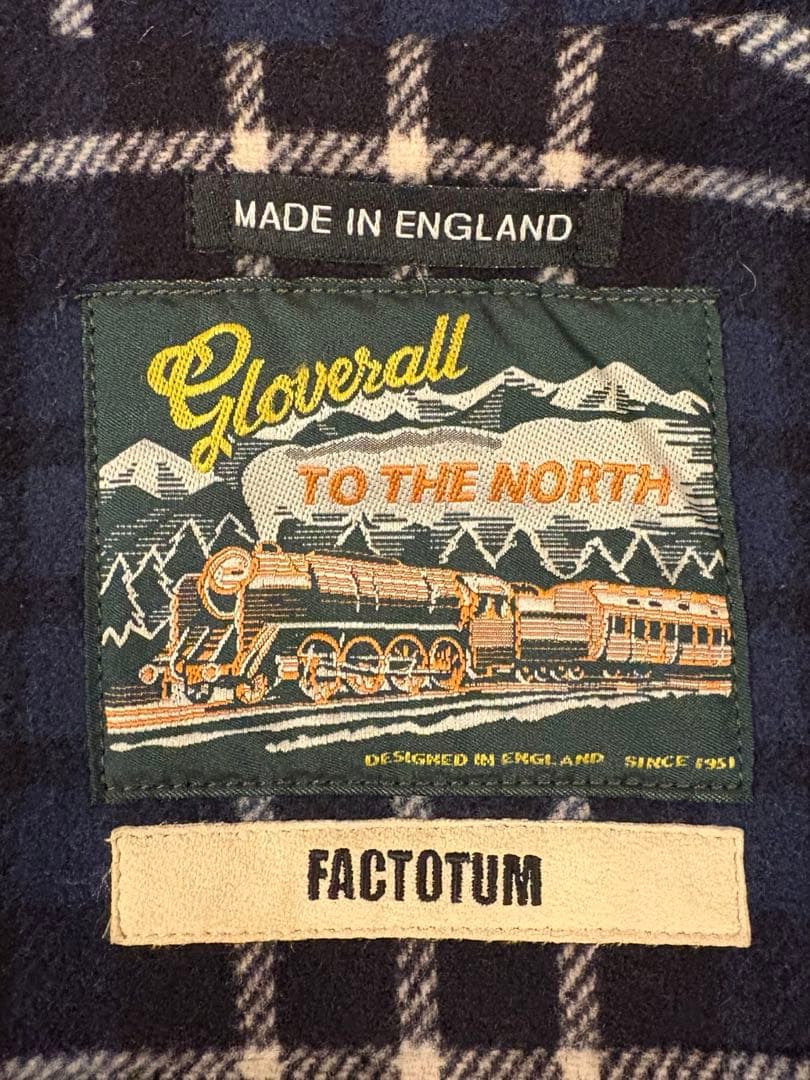 MADE IN ENGLAND
Gloverall
TO THE NORTH
DESIGNED IN ENGLAND SINCE 1951
FACTOTUM